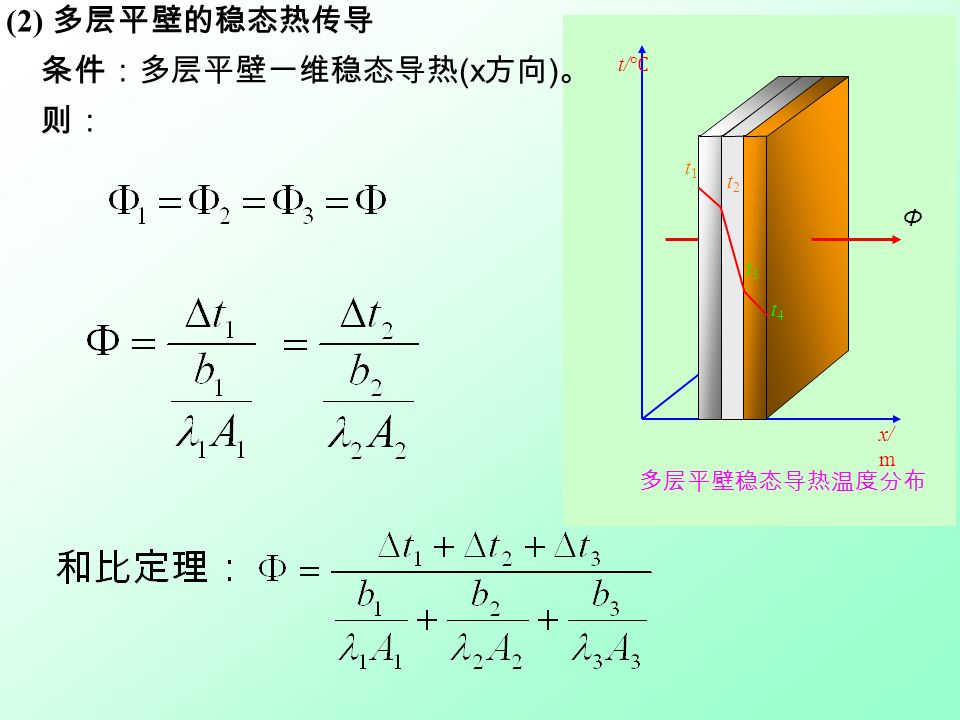 (2) 多层平壁的稳态热传导
条件：多层平壁一维稳态导热(x方向)。
则：
Φ₁ = Φ₂ = Φ₃ = Φ
Φ = Δt₁ / (b₁ / λ₁A₁) = Δt₂ / (b₂ / λ₂A₂)
和比定理： Φ = (Δt₁ + Δt₂ + Δt₃) / (b₁ / λ₁A₁ + b₂ / λ₂A₂ + b₃ / λ₃A₃)
t/℃
t₁
t₂
Φ
t₃
t₄
x/
m
多层平壁稳态导热温度分布